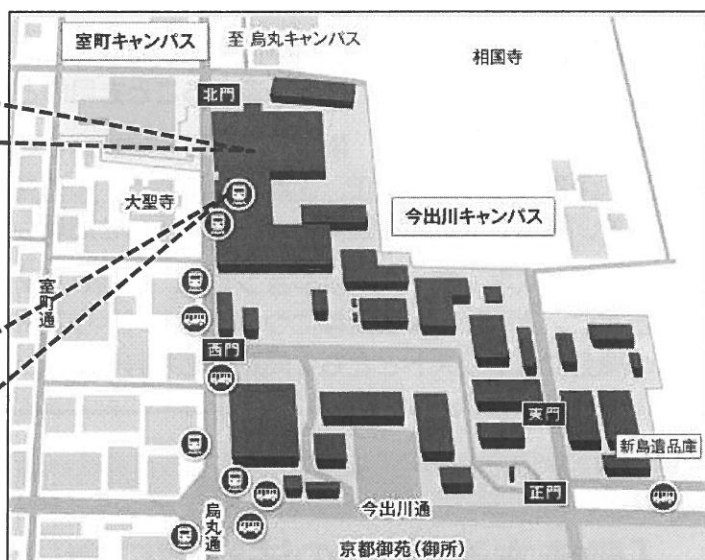 室町キャンパス
至 烏丸キャンパス
相国寺
北門
大聖寺
今出川キャンパス
室町通
西門
東門
新島遺品庫
正門
烏丸通
今出川通
京都御苑(御所)